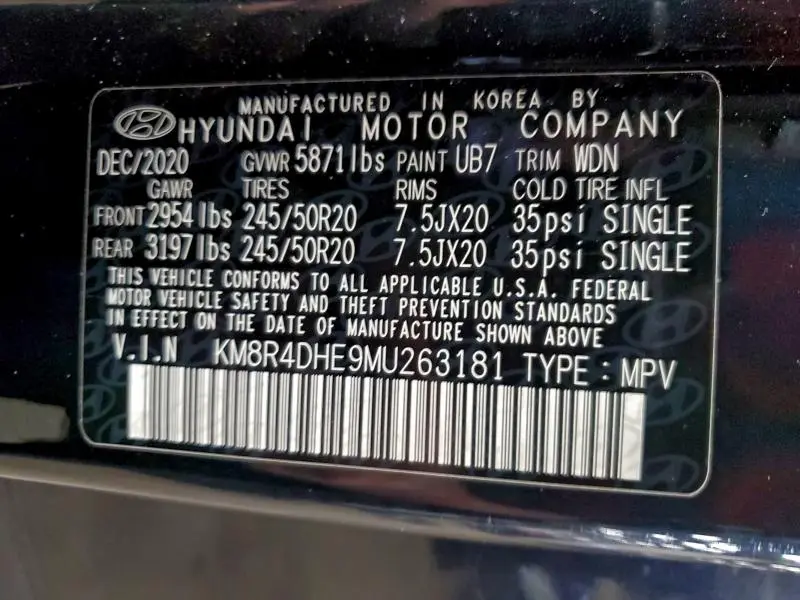 MANUFACTURED IN KOREA BY
HYUNDAI MOTOR COMPANY
DEC/2020 GVWR 5871lbs PAINT UB7 TRIM WDN
GAWR TIRES RIMS COLD TIRE INFL
FRONT 2954lbs 245/50R20 7.5JX20 35psi SINGLE
REAR 3197lbs 245/50R20 7.5JX20 35psi SINGLE
THIS VEHICLE CONFORMS TO ALL APPLICABLE U.S.A. FEDERAL
MOTOR VEHICLE SAFETY AND THEFT PREVENTION STANDARDS
IN EFFECT ON THE DATE OF MANUFACTURE SHOWN ABOVE
V.I.N KM8R4DHE9MU263181 TYPE : MPV